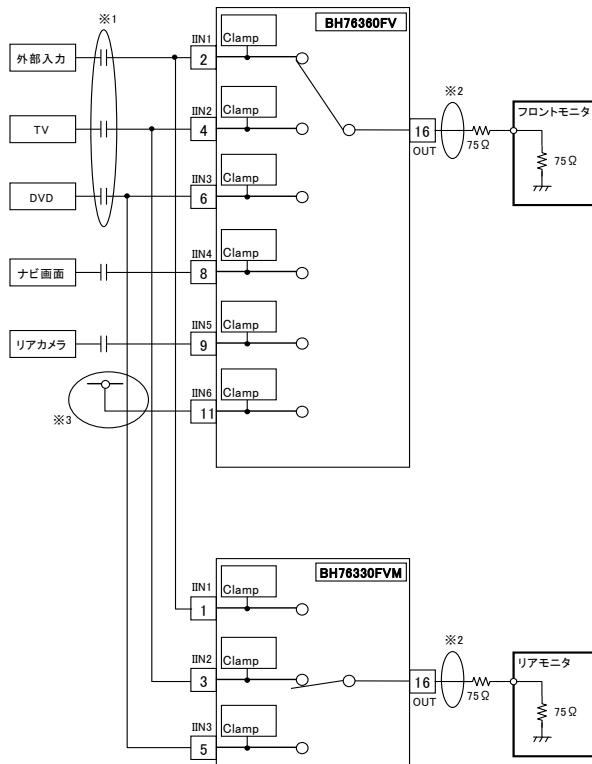 ※1
BH76360FV
外部入力
IIN1
2
Clamp
TV
IIN2
4
Clamp
※2
16
OUT
75Ω
フロントモニタ
75Ω
DVD
IIN3
6
Clamp
ナビ画面
IIN4
8
Clamp
リアカメラ
IIN5
9
Clamp
※3
IIN6
11
Clamp
BH76330FVM
IIN1
1
Clamp
IIN2
3
Clamp
※2
16
OUT
75Ω
リアモニタ
75Ω
IIN3
5
Clamp